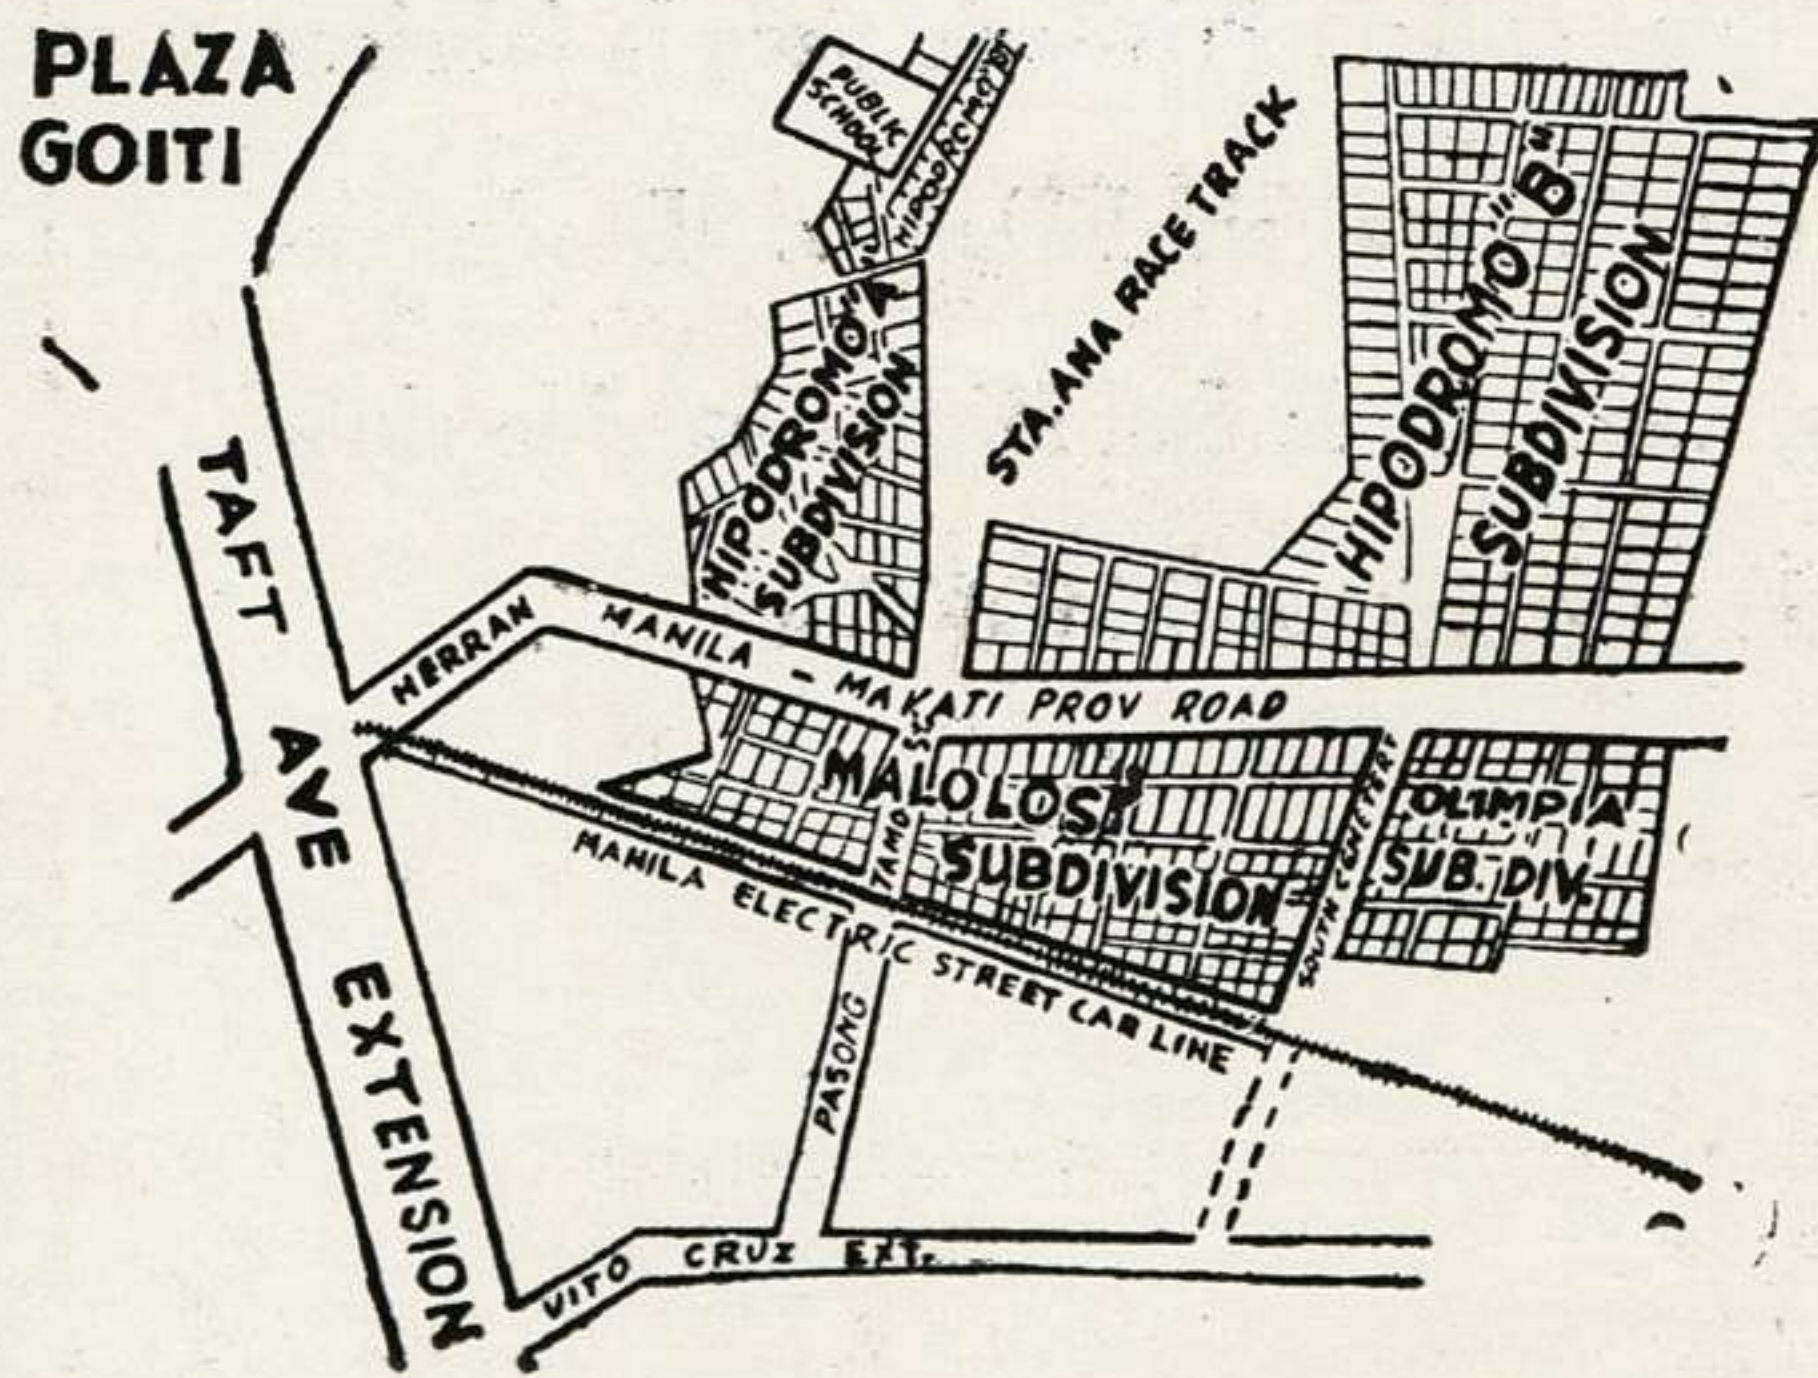 PLAZA
GOITI
PUBLIC
SCHOOL
STA. ANA RACE TRACK
HIPODROMO "B"
SUBDIVISION
HIPODROMO "A"
SUBDIVISION
TAFT AVE EXTENSION
HERRAN
MANILA - MAKATI PROV ROAD
MALOLOS
SUBDIVISION
OLIMPIA
SUB. DIV.
SOUTH CEMETERY
PASONG TAMO ST.
MANILA ELECTRIC STREET CAR LINE
VITO CRUZ EXT.